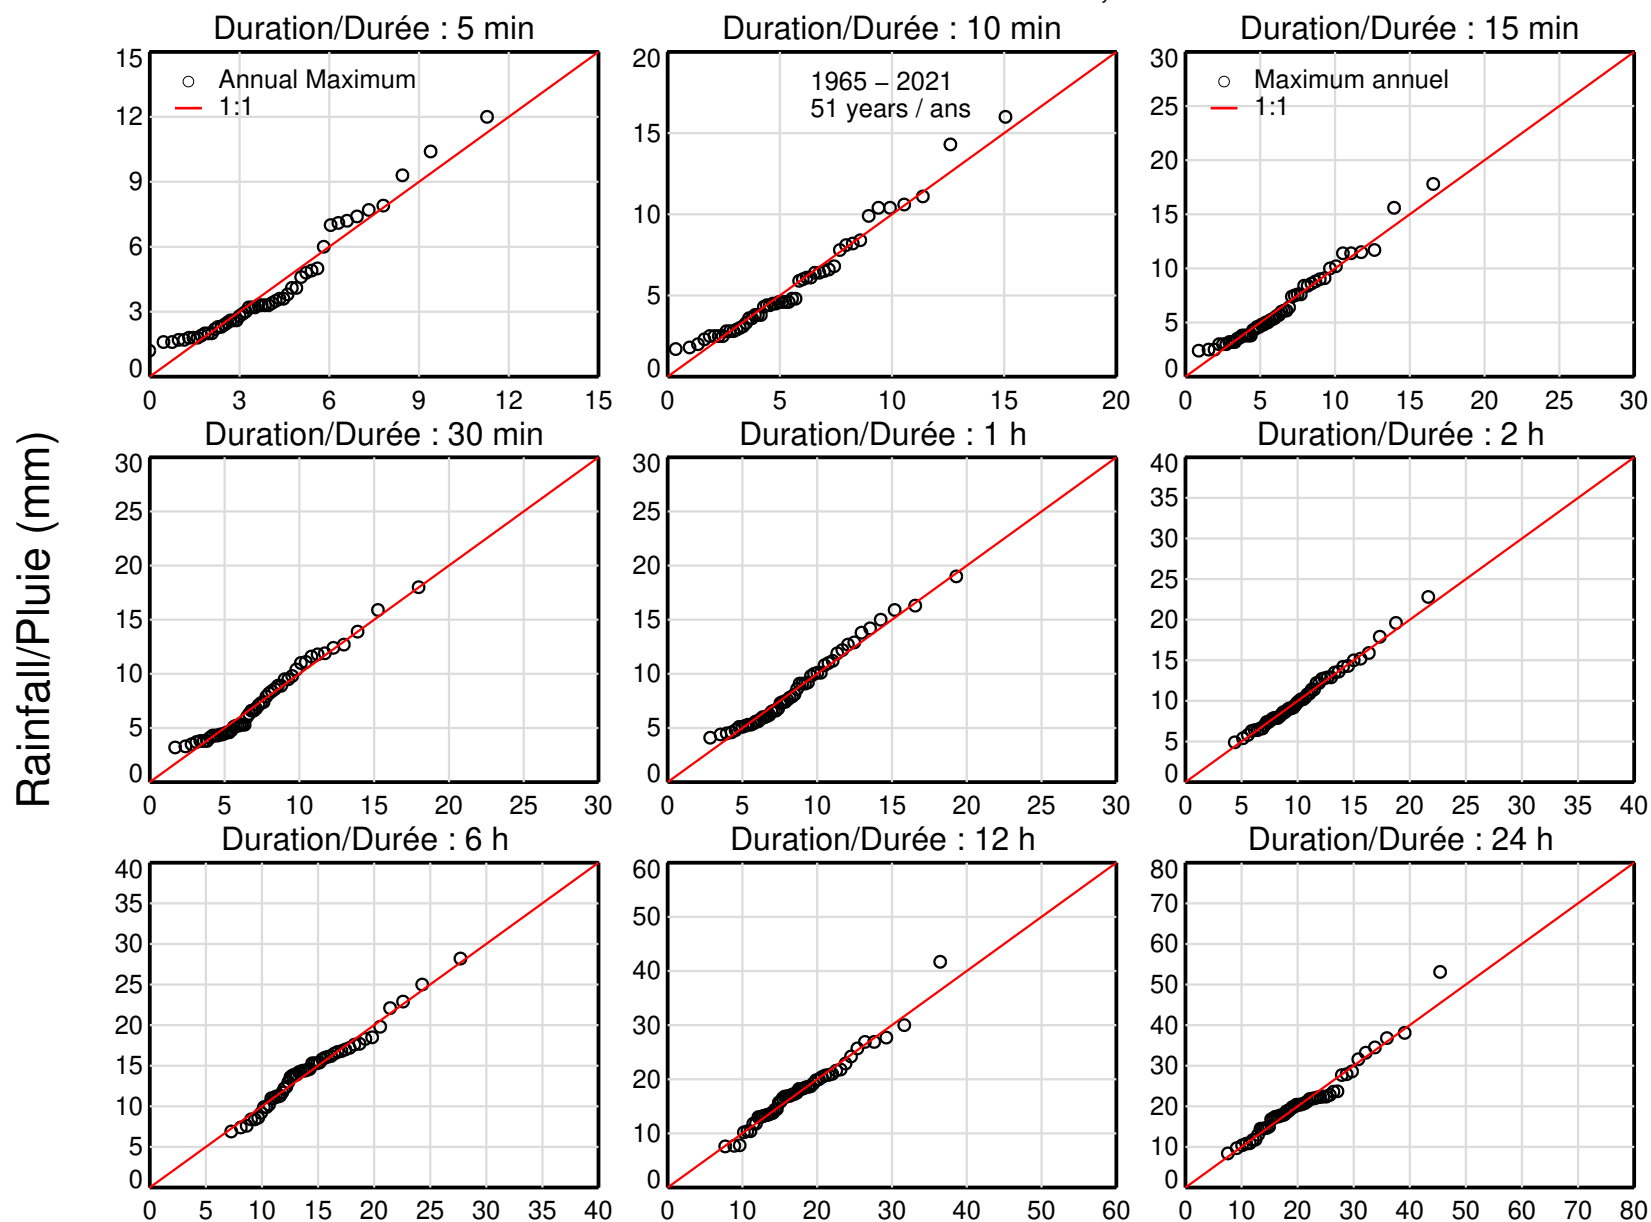 Duration/Durée : 5 min
Duration/Durée : 10 min
Duration/Durée : 15 min
15
12
9
6
3
0
0 3 6 9 12 15
Annual Maximum
1:1
20
15
10
5
0
0 5 10 15 20
1965 – 2021
51 years / ans
30
25
20
15
10
5
0
0 5 10 15 20 25 30
Maximum annuel
1:1
Rainfall/Pluie (mm)
Duration/Durée : 30 min
Duration/Durée : 1 h
Duration/Durée : 2 h
30
25
20
15
10
5
0
0 5 10 15 20 25 30
30
25
20
15
10
5
0
0 5 10 15 20 25 30
40
35
30
25
20
15
10
5
0
0 5 10 15 20 25 30 35 40
Duration/Durée : 6 h
Duration/Durée : 12 h
Duration/Durée : 24 h
40
35
30
25
20
15
10
5
0
0 5 10 15 20 25 30 35 40
60
50
40
30
20
10
0
0 10 20 30 40 50 60
80
70
60
50
40
30
20
10
0
0 10 20 30 40 50 60 70 80